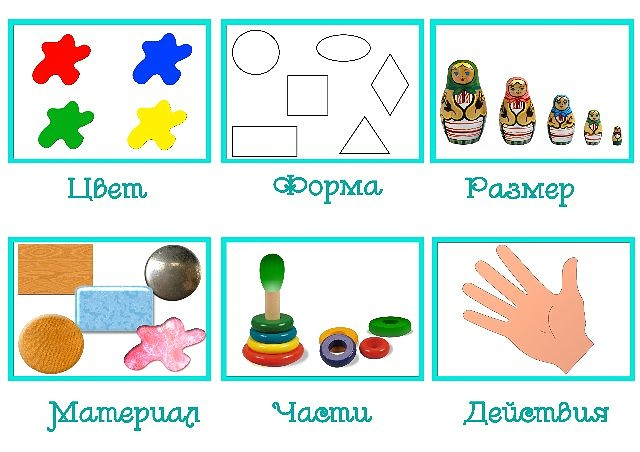 Цвет
Форма
Размер
Материал
Части
Действия